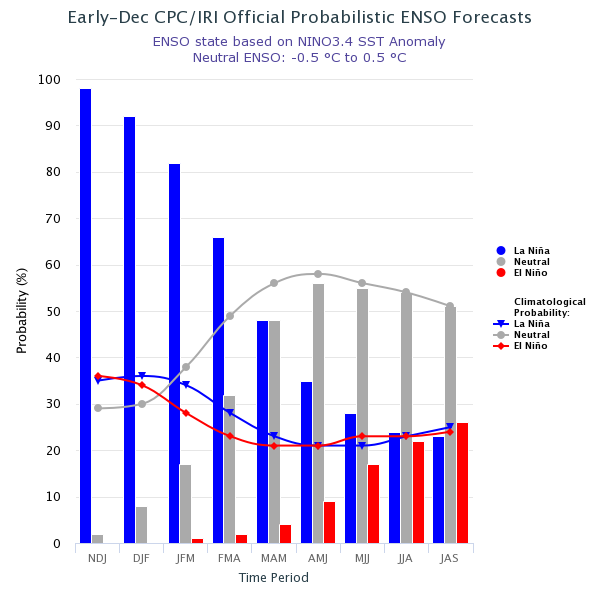 Early-Dec CPC/IRI Official Probabilistic ENSO Forecasts
ENSO state based on NINO3.4 SST Anomaly
Neutral ENSO: -0.5 ºC to 0.5 ºC
Probability (%)
100
90
80
70
60
50
40
30
20
10
0
NDJ DJF JFM FMA MAM AMJ MJJ JJA JAS
Time Period
La Niña
Neutral
El Niño
Climatological
Probability:
La Niña
Neutral
El Niño